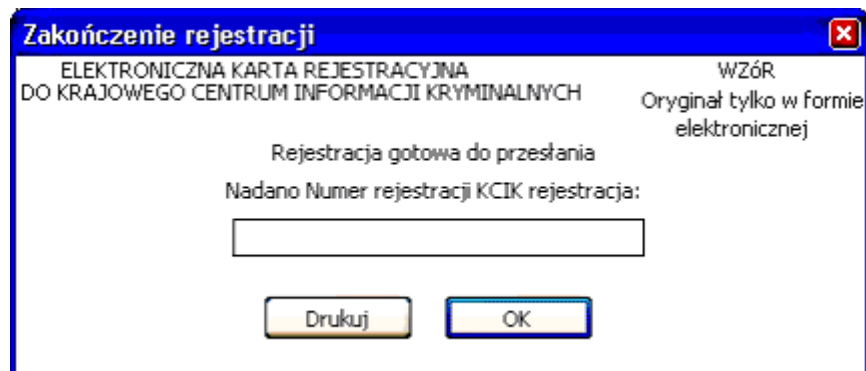 Zakończenie rejestracji
ELEKTRONICZNA KARTA REJESTRACYJNA
DO KRAJOWEGO CENTRUM INFORMACJI KRYMINALNYCH
WZóR
Oryginał tylko w formie
elektronicznej
Rejestracja gotowa do przesłania
Nadano Numer rejestracji KCIK rejestracja:
Drukuj OK